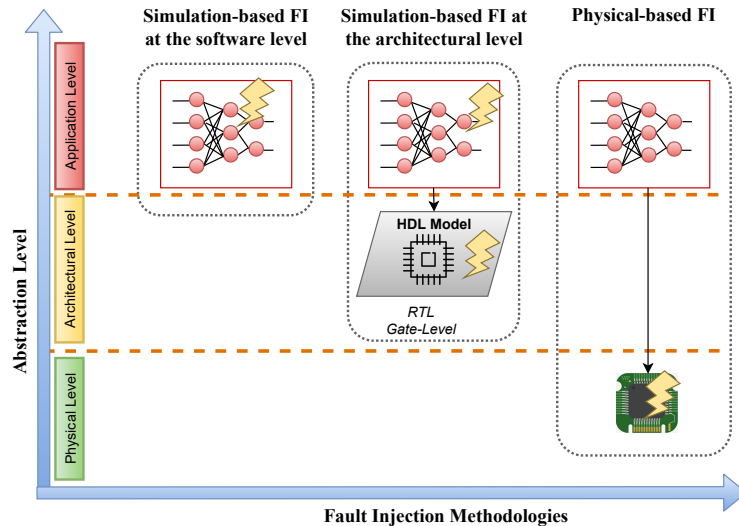 Simulation-based FI
at the software level
Simulation-based FI at
the architectural level
Physical-based FI
Abstraction Level
Application Level
Architectural Level
Physical Level
HDL Model
RTL
Gate-Level
Fault Injection Methodologies